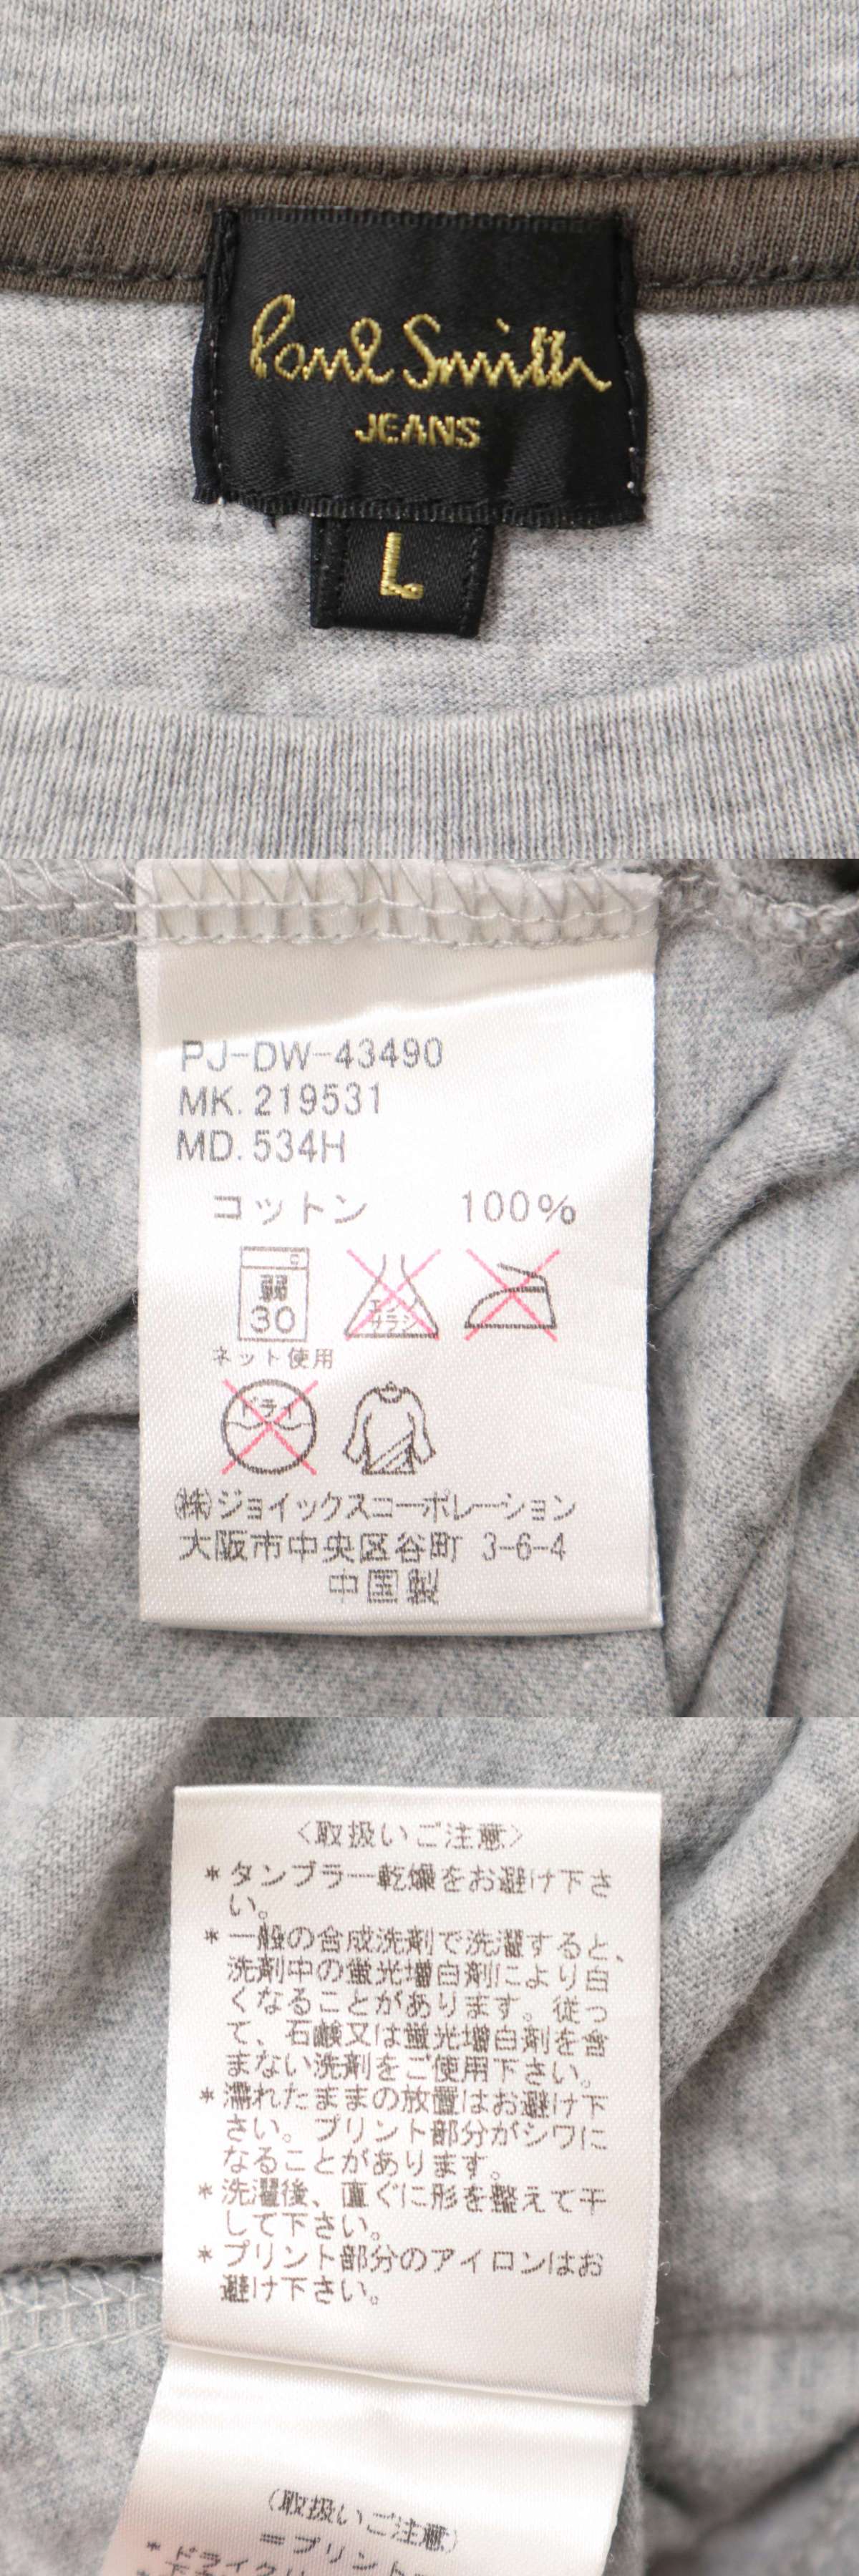 Paul Smith
JEANS
L
PJ-DW-43490
MK. 219531
MD. 534H
コットン 100%
弱
30
エンソ
サラシ
ネット使用
ドライ
㈱ジョイックスコーポレーション
大阪市中央区谷町 3-6-4
中国製
<取扱いご注意>
*タンブラー乾燥をお避け下さ
い。
*一般の合成洗剤で洗濯すると、
洗剤中の蛍光増白剤により白
くなることがあります。従っ
て、石鹸又は蛍光増白剤を含
まない洗剤をご使用下さい。
*濡れたままの放置はお避け下
さい。プリント部分がシワに
なることがあります。
*洗濯後、直ぐに形を整えて干
して下さい。
*プリント部分のアイロンはお
避け下さい。
(取扱いご注意)
=プリント
*ドライクリ